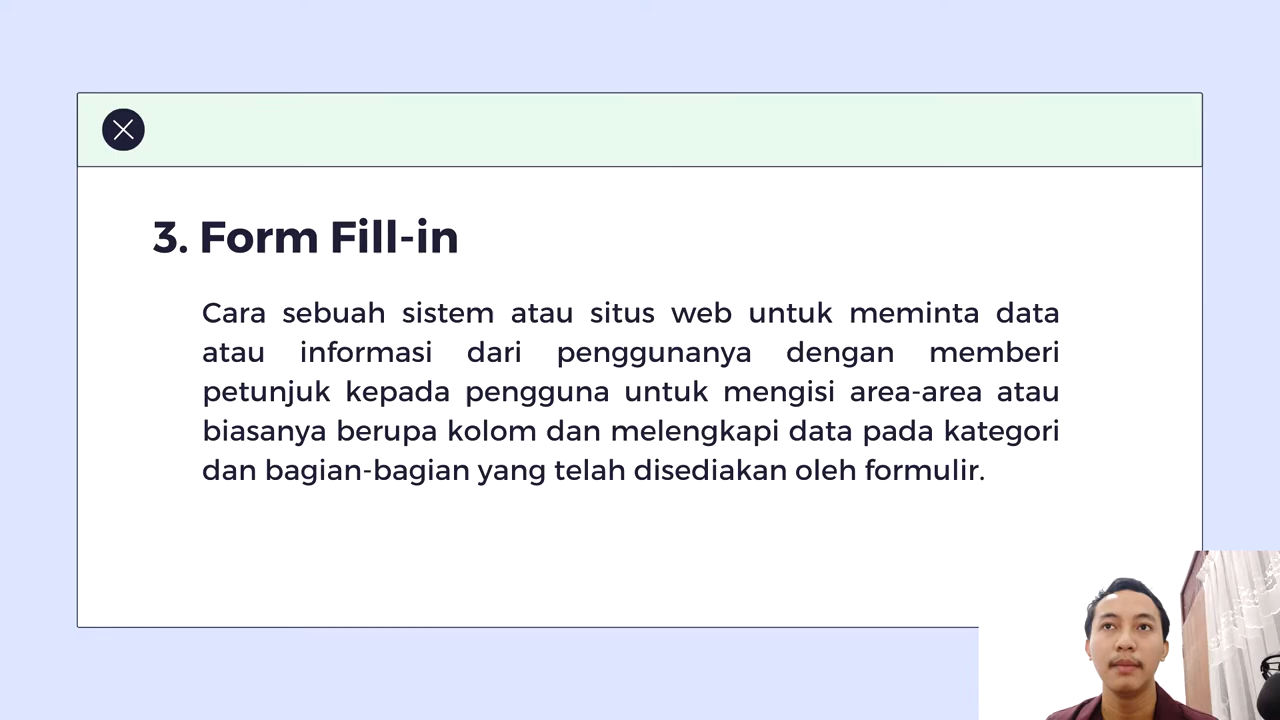 3. Form Fill-in
Cara sebuah sistem atau situs web untuk meminta data
atau informasi dari penggunanya dengan memberi
petunjuk kepada pengguna untuk mengisi area-area atau
biasanya berupa kolom dan melengkapi data pada kategori
dan bagian-bagian yang telah disediakan oleh formulir.